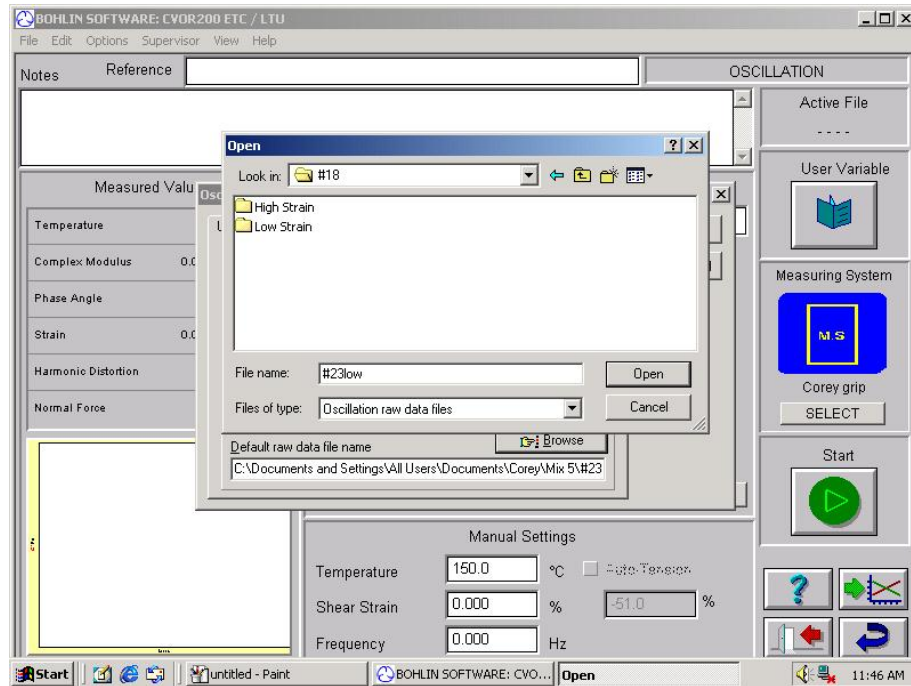 BOHLIN SOFTWARE: CVOR200 ETC / LTU
File Edit Options Supervisor View Help
Notes Reference OSCILLATION
Active File
- - - -
Open
Look in: #18
High Strain
Low Strain
File name: #23low Open
Files of type: Oscillation raw data files Cancel
Default raw data file name Browse
C:\Documents and Settings\All Users\Documents\Corey\Mix 5\#23
Measured Valu
Temperature
Complex Modulus 0.0
Phase Angle
Strain 0.0
Harmonic Distortion
Normal Force
User Variable
Measuring System
M.S
Corey grip
SELECT
Start
Manual Settings
Temperature 150.0 °C Auto-Tension
Shear Strain 0.000 % -51.0 %
Frequency 0.000 Hz
Start untitled - Paint BOHLIN SOFTWARE: CVO... Open 11:46 AM